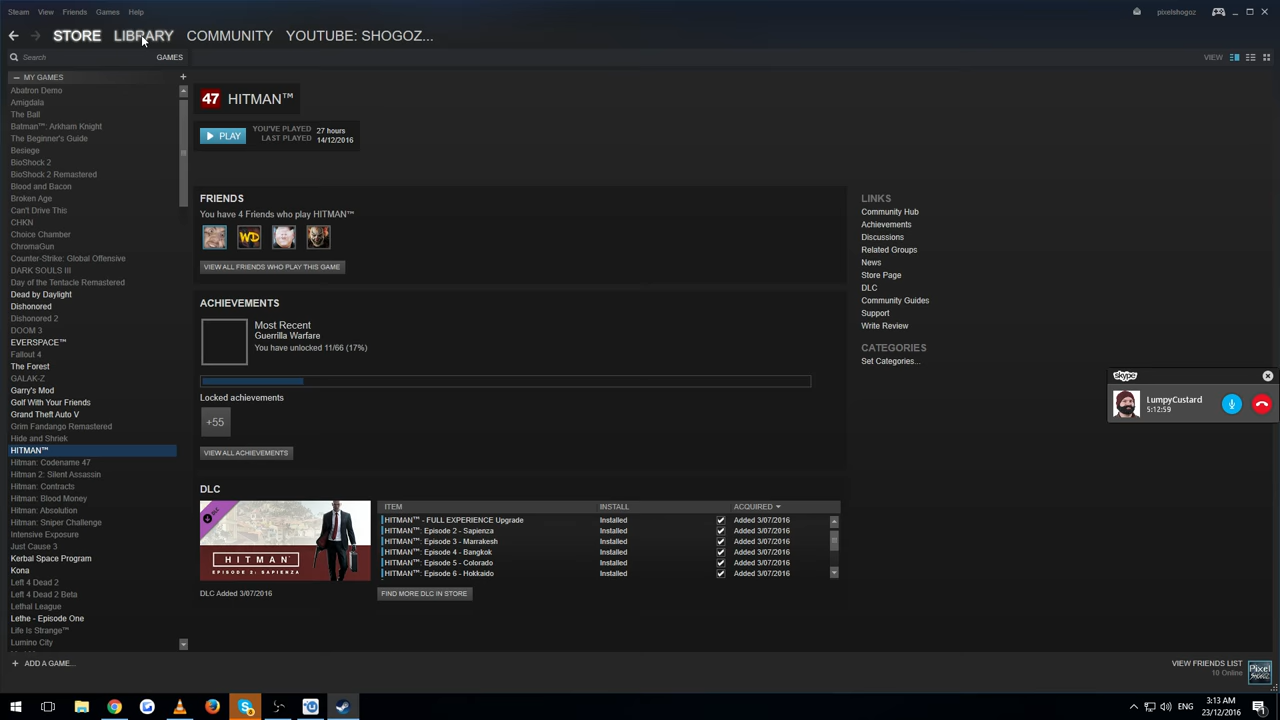 Steam View Friends Games Help pixelshogoz
STORE LIBRARY COMMUNITY YOUTUBE: SHOGOZ...
Search GAMES VIEW
MY GAMES +
Abatron Demo
Amigdala
The Ball
Batman™: Arkham Knight
The Beginner's Guide
Besiege
BioShock 2
BioShock 2 Remastered
Blood and Bacon
Broken Age
Can't Drive This
CHKN
Choice Chamber
ChromaGun
Counter-Strike: Global Offensive
DARK SOULS III
Day of the Tentacle Remastered
Dead by Daylight
Dishonored
Dishonored 2
DOOM 3
EVERSPACE™
Fallout 4
The Forest
GALAK-Z
Garry's Mod
Golf With Your Friends
Grand Theft Auto V
Grim Fandango Remastered
Hide and Shriek
HITMAN™
Hitman: Codename 47
Hitman 2: Silent Assassin
Hitman: Contracts
Hitman: Blood Money
Hitman: Absolution
Hitman: Sniper Challenge
Intensive Exposure
Just Cause 3
Kerbal Space Program
Kona
Left 4 Dead 2
Left 4 Dead 2 Beta
Lethal League
Lethe - Episode One
Life Is Strange™
Lumino City
+ ADD A GAME...
47 HITMAN™
PLAY
YOU'VE PLAYED 27 hours
LAST PLAYED 14/12/2016
FRIENDS
You have 4 Friends who play HITMAN™
WD
VIEW ALL FRIENDS WHO PLAY THIS GAME
ACHIEVEMENTS
Most Recent
Guerrilla Warfare
You have unlocked 11/66 (17%)
Locked achievements
+55
VIEW ALL ACHIEVEMENTS
DLC
HITMAN
EPISODE 2: SAPIENZA
DLC Added 3/07/2016
ITEM INSTALL ACQUIRED
HITMAN™ - FULL EXPERIENCE Upgrade Installed Added 3/07/2016
HITMAN™: Episode 2 - Sapienza Installed Added 3/07/2016
HITMAN™: Episode 3 - Marrakesh Installed Added 3/07/2016
HITMAN™: Episode 4 - Bangkok Installed Added 3/07/2016
HITMAN™: Episode 5 - Colorado Installed Added 3/07/2016
HITMAN™: Episode 6 - Hokkaido Installed Added 3/07/2016
FIND MORE DLC IN STORE
LINKS
Community Hub
Achievements
Discussions
Related Groups
News
Store Page
DLC
Community Guides
Support
Write Review
CATEGORIES
Set Categories...
skype
LumpyCustard
5:12:59
VIEW FRIENDS LIST
10 Online
Pixel
SHOGOZ
ENG
3:13 AM
23/12/2016